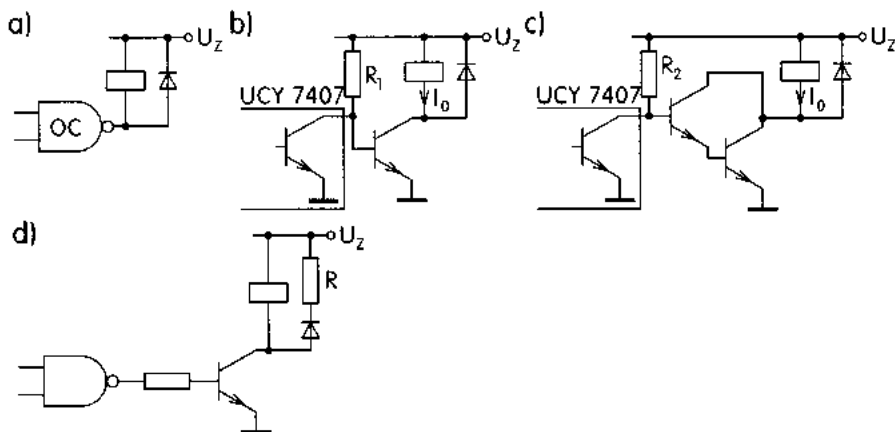 a)
U_z
OC
b)
U_z
R_1
UCY 7407
I_0
c)
U_z
R_2
UCY 7407
I_0
d)
U_z
R